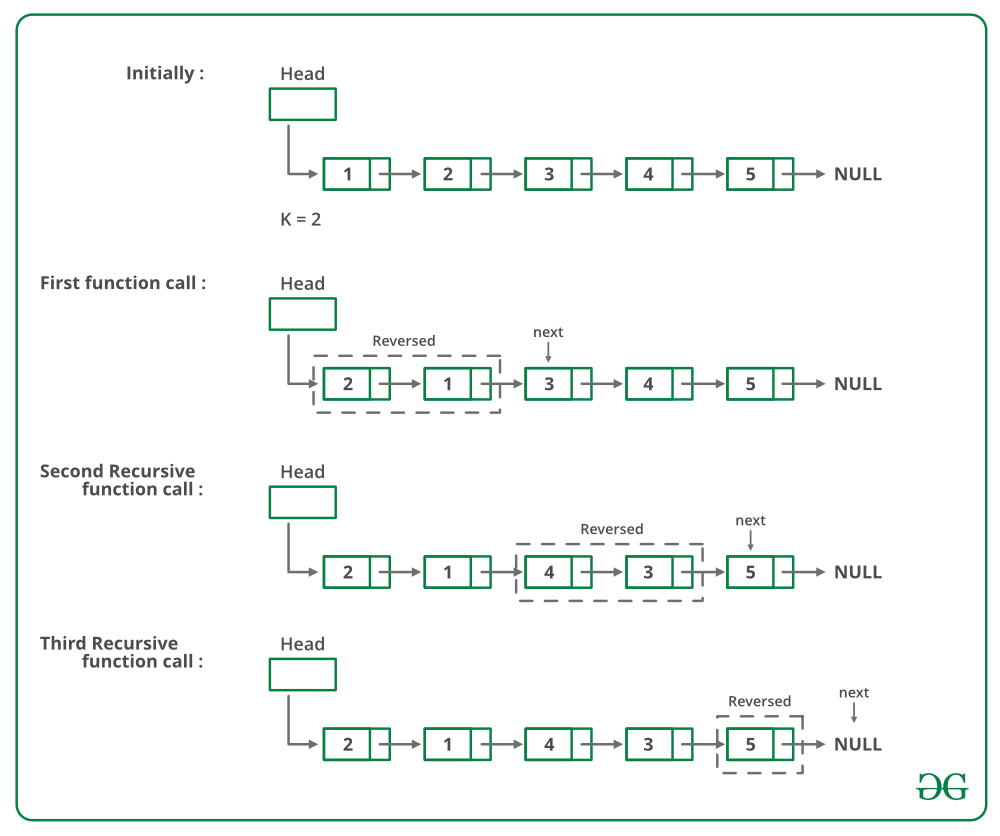 Initially :
Head
1 2 3 4 5 NULL
K = 2
First function call :
Head
Reversed
next
2 1 3 4 5 NULL
Second Recursive
function call :
Head
Reversed
next
2 1 4 3 5 NULL
Third Recursive
function call :
Head
Reversed
next
2 1 4 3 5 NULL